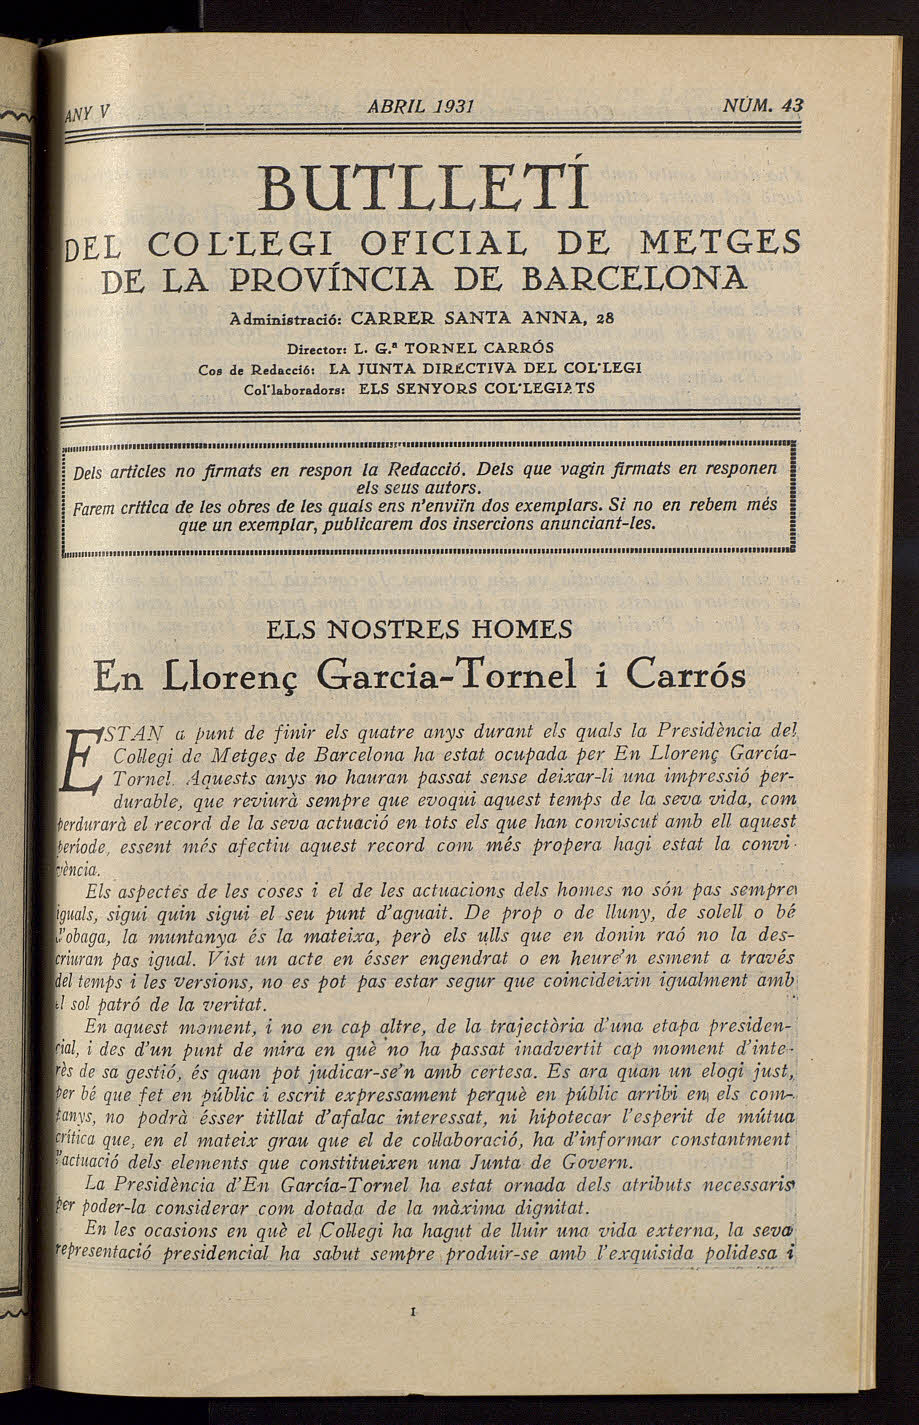 ANY V ABRIL 1931 NÚM. 43
BUTLLETÍ
DEL COL·LEGI OFICIAL DE METGES
DE LA PROVÍNCIA DE BARCELONA
Administració: CARRER SANTA ANNA, 28
Director: L. G.ª TORNEL CARRÓS
Cos de Redacció: LA JUNTA DIRECTIVA DEL COL·LEGI
Col·laboradors: ELS SENYORS COL·LEGIATS
Dels articles no firmats en respon la Redacció. Dels que vagin firmats en responen
els seus autors.
Farem crítica de les obres de les quals ens n'enviïn dos exemplars. Si no en rebem més
que un exemplar, publicarem dos insercions anunciant-les.
ELS NOSTRES HOMES
En Llorenç Garcia-Tornel i Carrós
ESTAN a punt de finir els quatre anys durant els quals la Presidència del
Col·legi de Metges de Barcelona ha estat ocupada per En Llorenç García-
Tornel. Aquests anys no hauran passat sense deixar-li una impressió per-
durable, que reviurà sempre que evoqui aquest temps de la seva vida, com
perdurarà el record de la seva actuació en tots els que han conviscut amb ell aquest
període, essent més afectiu aquest record com més propera hagi estat la convi-
vència.
Els aspectes de les coses i el de les actuacions dels homes no són pas sempre
iguals, sigui quin sigui el seu punt d'aguait. De prop o de lluny, de solell o bé
d'obaga, la muntanya és la mateixa, però els ulls que en donin raó no la des-
criuran pas igual. Vist un acte en ésser engendrat o en heure'n esment a través
del temps i les versions, no es pot pas estar segur que coincideixin igualment amb
el sol patró de la veritat.
En aquest moment, i no en cap altre, de la trajectòria d'una etapa presiden-
cial, i des d'un punt de mira en què no ha passat inadvertit cap moment d'inte-
rès de sa gestió, és quan pot judicar-se'n amb certesa. Es ara quan un elogi just,
per bé que fet en públic i escrit expressament perquè en públic arribi en els com-
panys, no podrà ésser titllat d'afalac interessat, ni hipotecar l'esperit de mútua
crítica que, en el mateix grau que el de col·laboració, ha d'informar constantment
l'actuació dels elements que constitueixen una Junta de Govern.
La Presidència d'En García-Tornel ha estat ornada dels atributs necessaris
per poder-la considerar com dotada de la màxima dignitat.
En les ocasions en què el Col·legi ha hagut de lluir una vida externa, la seva
representació presidencial ha sabut sempre produir-se amb l'exquisida polidesa i
1